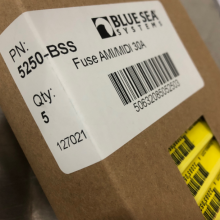 PN:
5250-BSS
BLUE SEA
SYSTEMS
Fuse AMI/MIDI 30A
Qty:
5
127021